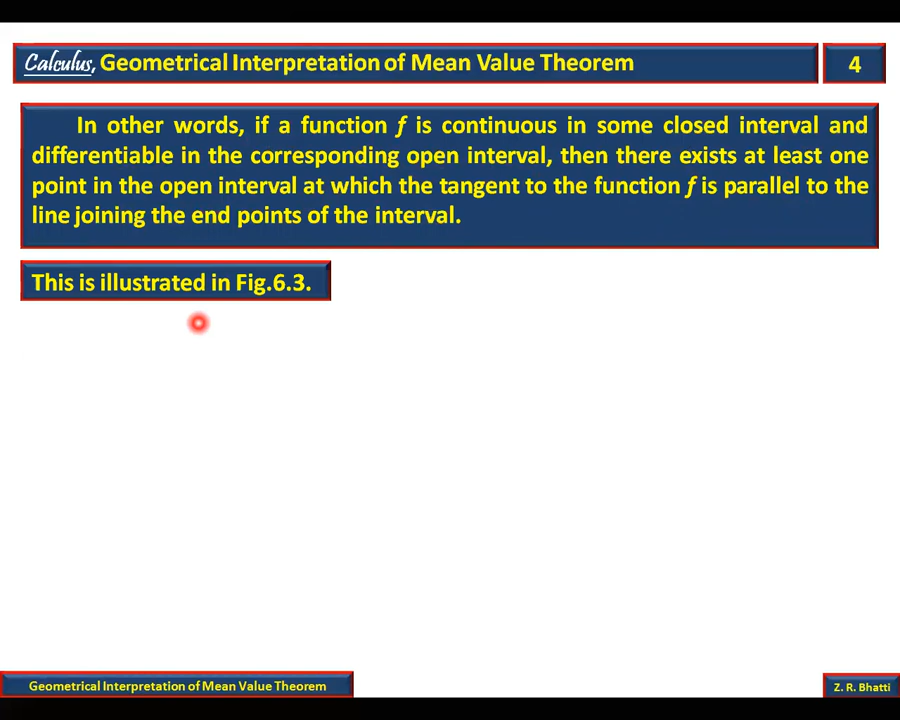 Calculus, Geometrical Interpretation of Mean Value Theorem
4
In other words, if a function f is continuous in some closed interval and
differentiable in the corresponding open interval, then there exists at least one
point in the open interval at which the tangent to the function f is parallel to the
line joining the end points of the interval.
This is illustrated in Fig.6.3.
Geometrical Interpretation of Mean Value Theorem
Z. R. Bhatti